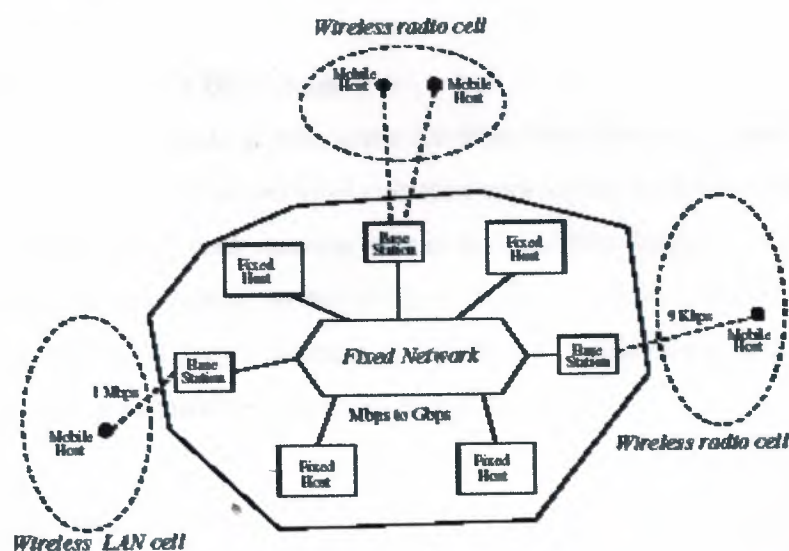 Wireless radio cell
Mobile
Host
Mobile
Host
Base
Station
Fixed
Host
Fixed
Host
9 Kbps
Mobile
Host
Base
Station
Fixed Network
Base
Station
1 Mbps
Mbps to Gbps
Mobile
Host
Fixed
Host
Fixed
Host
Wireless radio cell
Wireless LAN cell